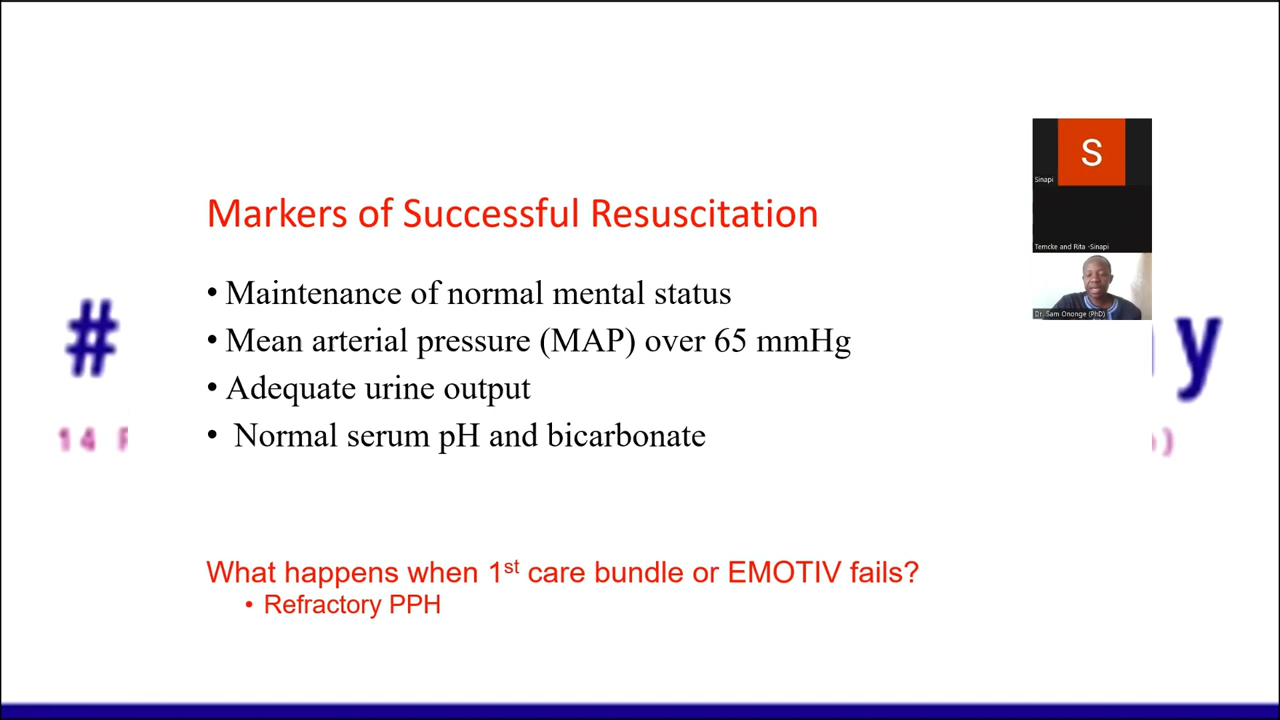 S
Sinapi
Markers of Successful Resuscitation
Temcke and Rita -Sinapi
• Maintenance of normal mental status
Dr. Sam Ononge (PhD)
• Mean arterial pressure (MAP) over 65 mmHg
# y
• Adequate urine output
• Normal serum pH and bicarbonate
14
What happens when 1st care bundle or EMOTIV fails?
• Refractory PPH